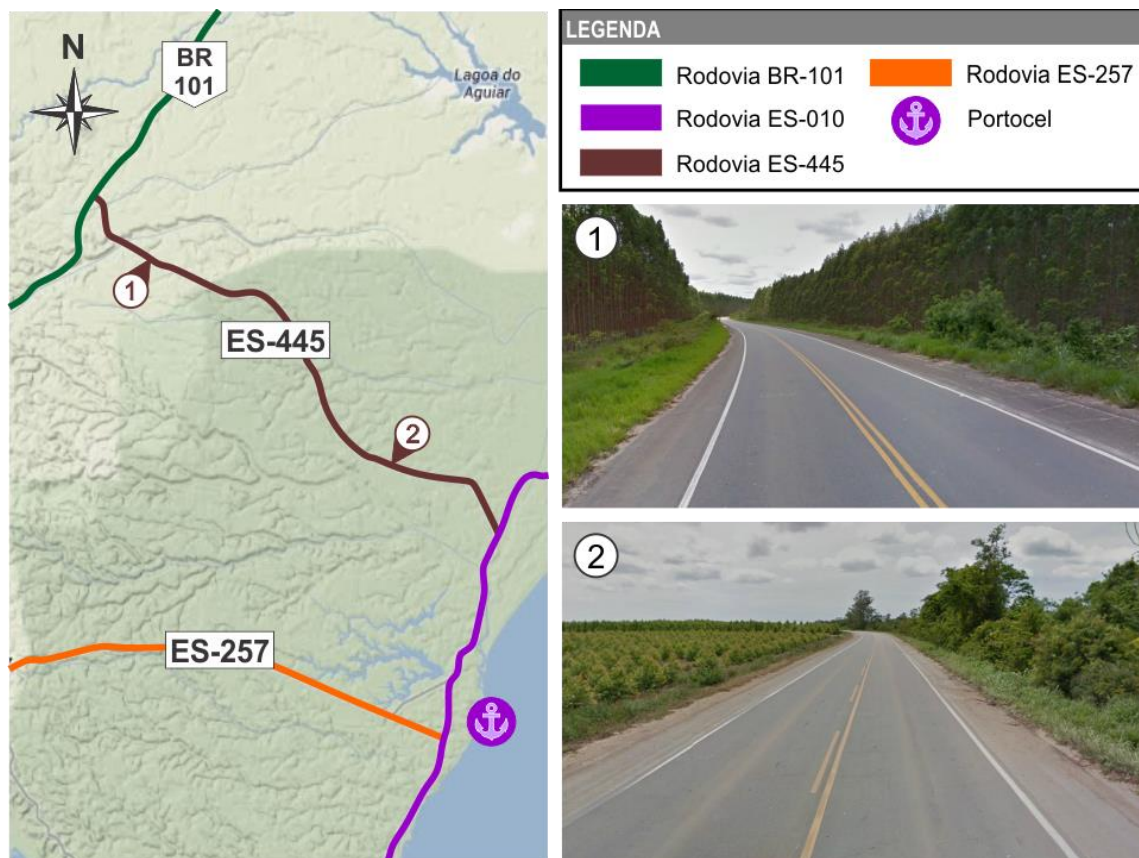 N
BR
101
Lagoa do
Aguiar
1
ES-445
2
ES-257
LEGENDA
Rodovia BR-101
Rodovia ES-257
Rodovia ES-010
Portocel
Rodovia ES-445
1
2